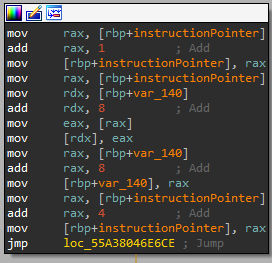 mov rax, [rbp+instructionPointer]
add rax, 1 ; Add
mov [rbp+instructionPointer], rax
mov rax, [rbp+instructionPointer]
mov rdx, [rbp+var_140]
add rdx, 8 ; Add
mov eax, [rax]
mov [rdx], eax
mov rax, [rbp+var_140]
add rax, 8 ; Add
mov [rbp+var_140], rax
mov rax, [rbp+instructionPointer]
add rax, 4 ; Add
mov [rbp+instructionPointer], rax
jmp loc_55A38046E6CE ; Jump